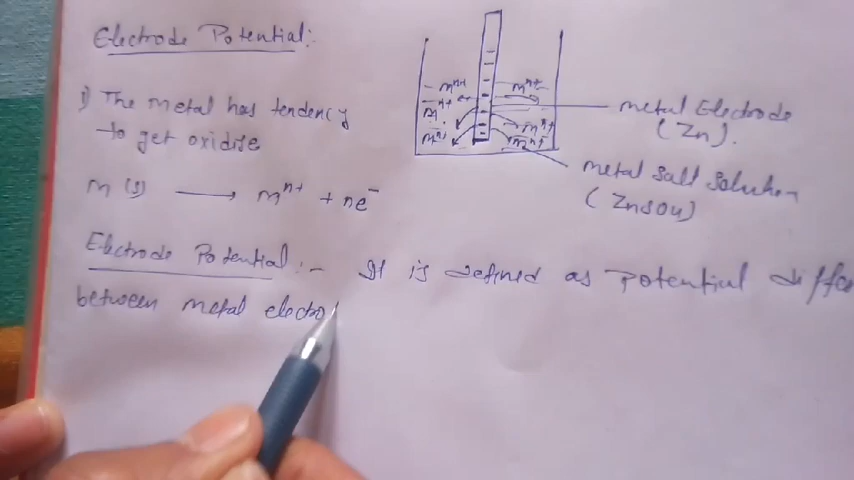 Electrode Potential:-
1) The metal has tendency
to get oxidise
M(s) → M^n+ + ne^-
M^n+ M^n+
M^n+
M^n+ M^n+
M^n+ M^n+
metal Electrode
(Zn).
metal salt solution
(ZnSO4)
Electrode Potential :- It is defined as Potential diffe
between metal electro